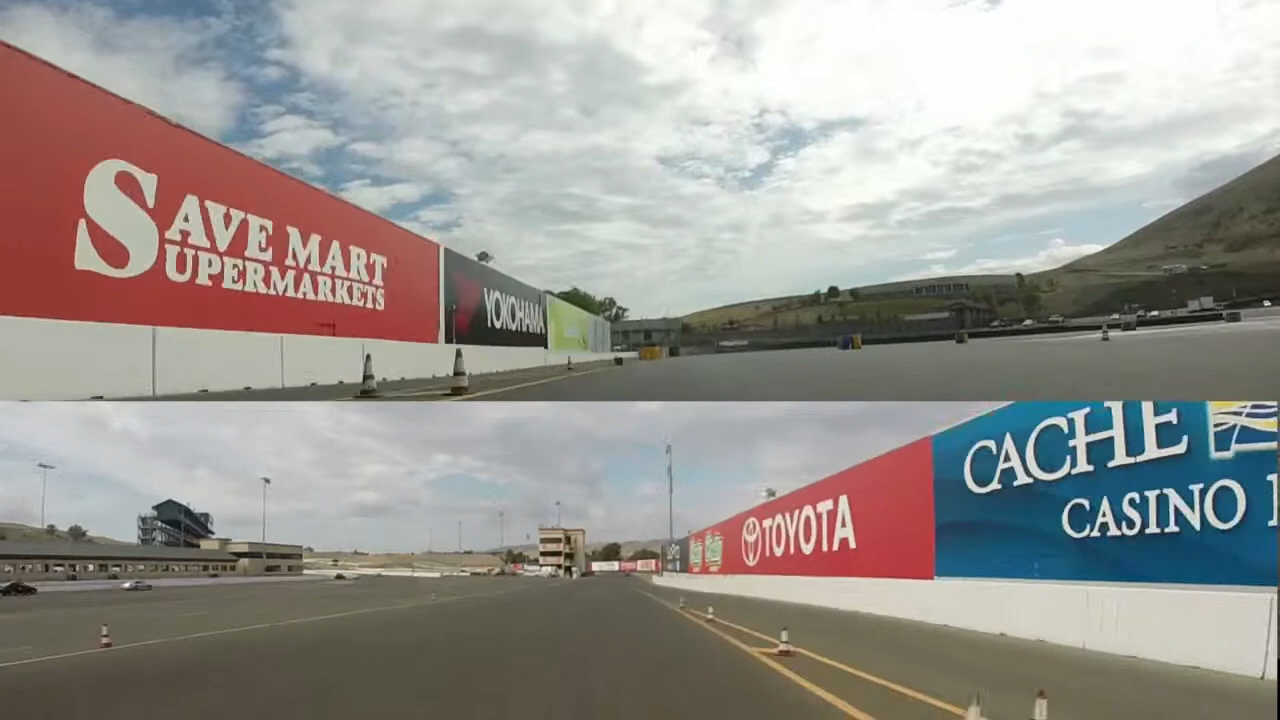 SAVE MART
SUPERMARKETS
YOKOHAMA
TOYOTA
CACHE
CASINO